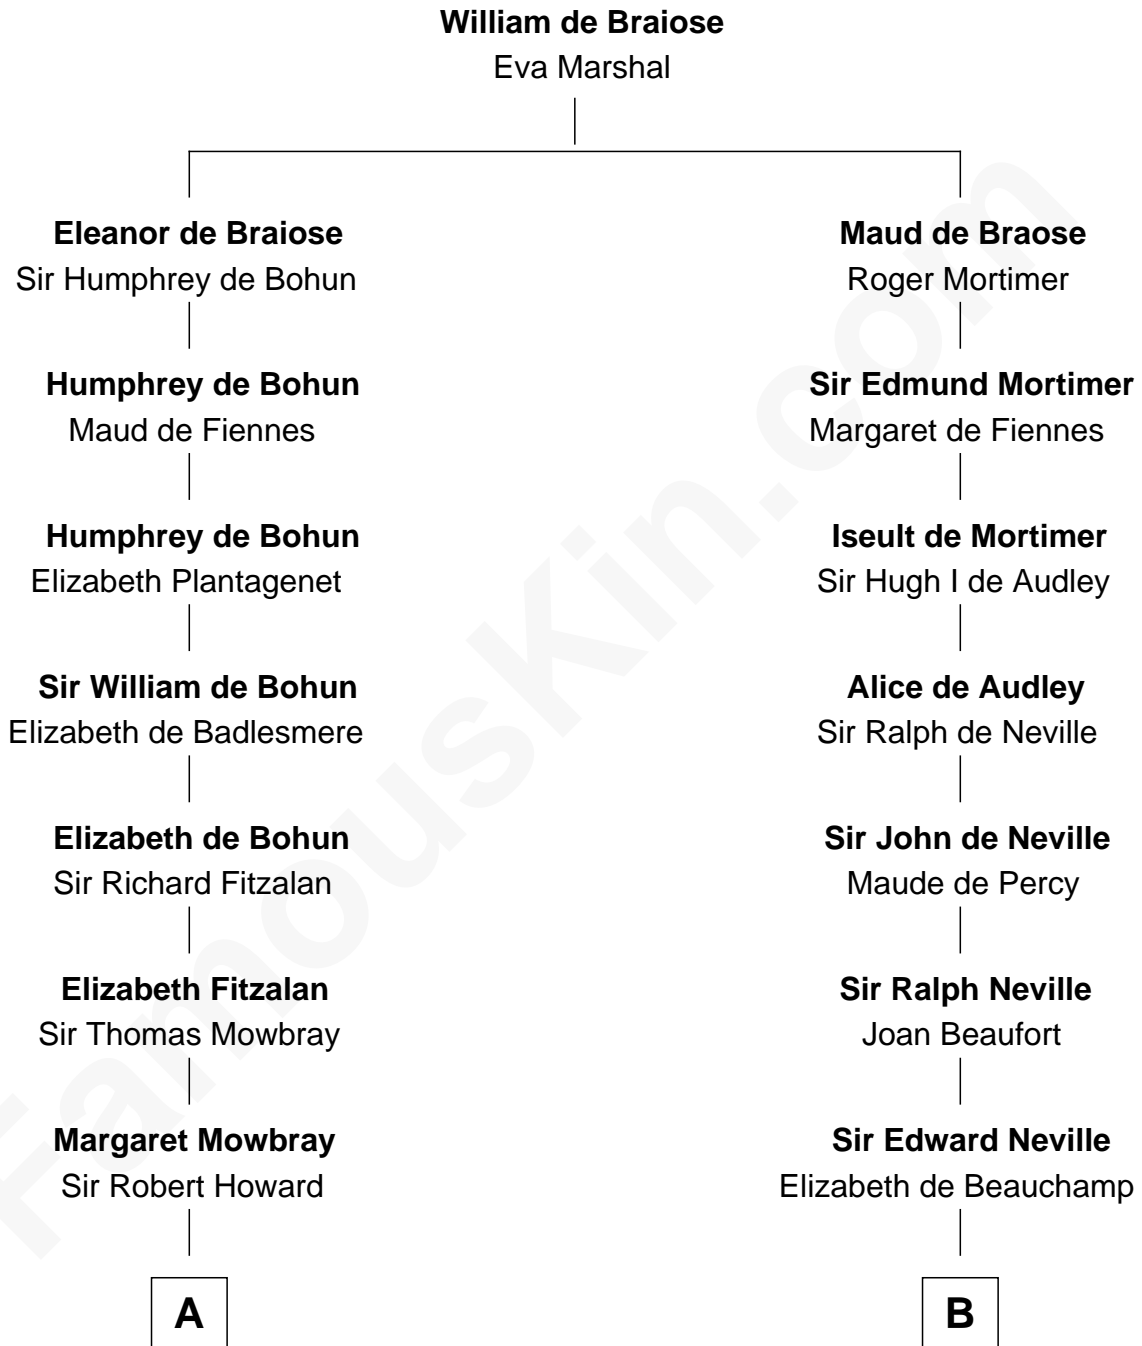 William de Braiose
Eva Marshal
Eleanor de Braiose
Sir Humphrey de Bohun
Maud de Braose
Roger Mortimer
Humphrey de Bohun
Maud de Fiennes
Sir Edmund Mortimer
Margaret de Fiennes
Humphrey de Bohun
Elizabeth Plantagenet
Iseult de Mortimer
Sir Hugh I de Audley
Sir William de Bohun
Elizabeth de Badlesmere
Alice de Audley
Sir Ralph de Neville
Elizabeth de Bohun
Sir Richard Fitzalan
Sir John de Neville
Maude de Percy
Elizabeth Fitzalan
Sir Thomas Mowbray
Sir Ralph Neville
Joan Beaufort
Margaret Mowbray
Sir Robert Howard
Sir Edward Neville
Elizabeth de Beauchamp
A
B
FamousKin.com